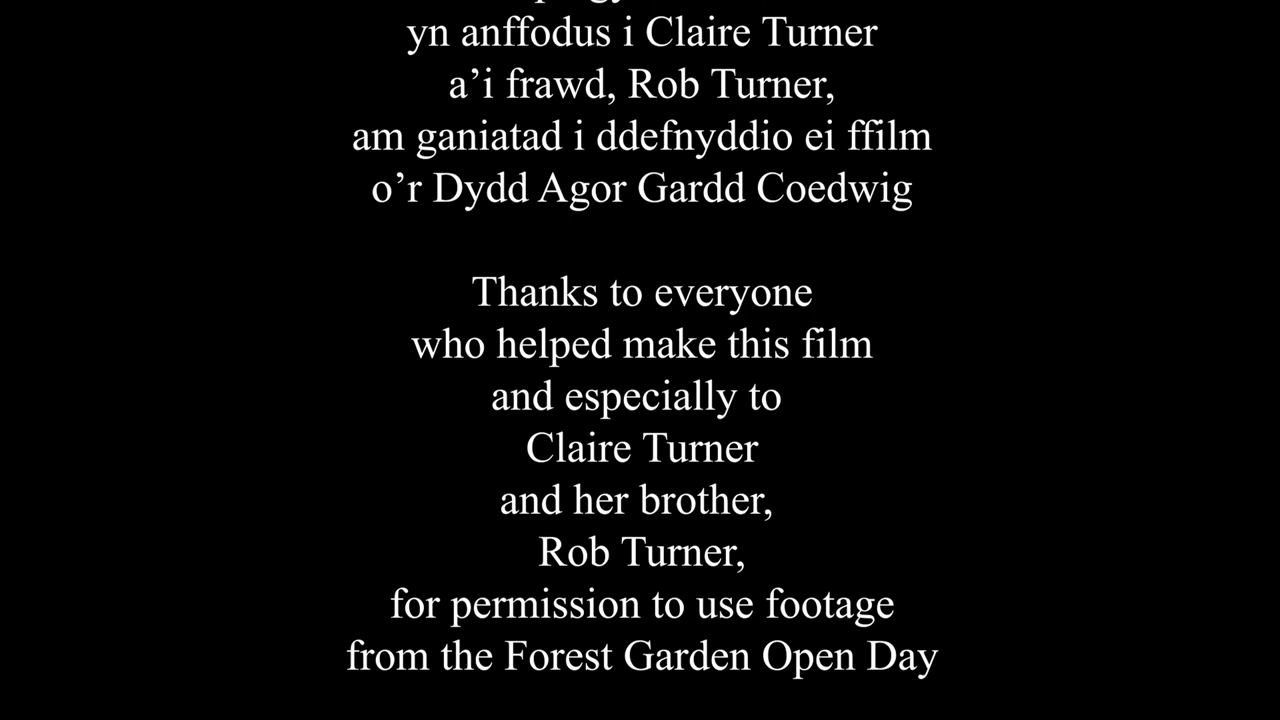 yn anffodus i Claire Turner
a’i frawd, Rob Turner,
am ganiatad i ddefnyddio ei ffilm
o’r Dydd Agor Gardd Coedwig
Thanks to everyone
who helped make this film
and especially to
Claire Turner
and her brother,
Rob Turner,
for permission to use footage
from the Forest Garden Open Day